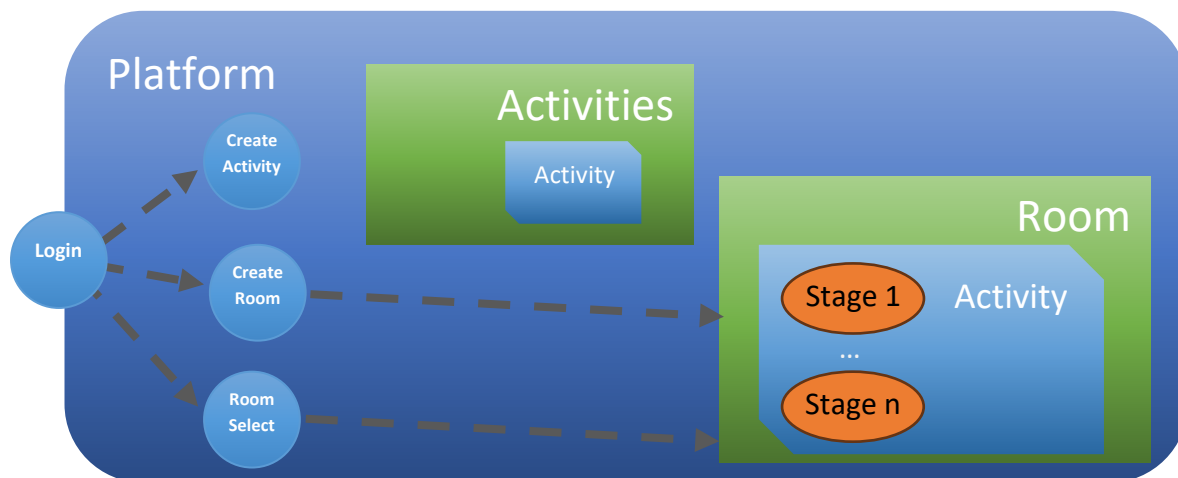 Platform
Activities
Create
Activity
Activity
Room
Login
Create
Room
Stage 1
Activity
...
Room
Select
Stage n